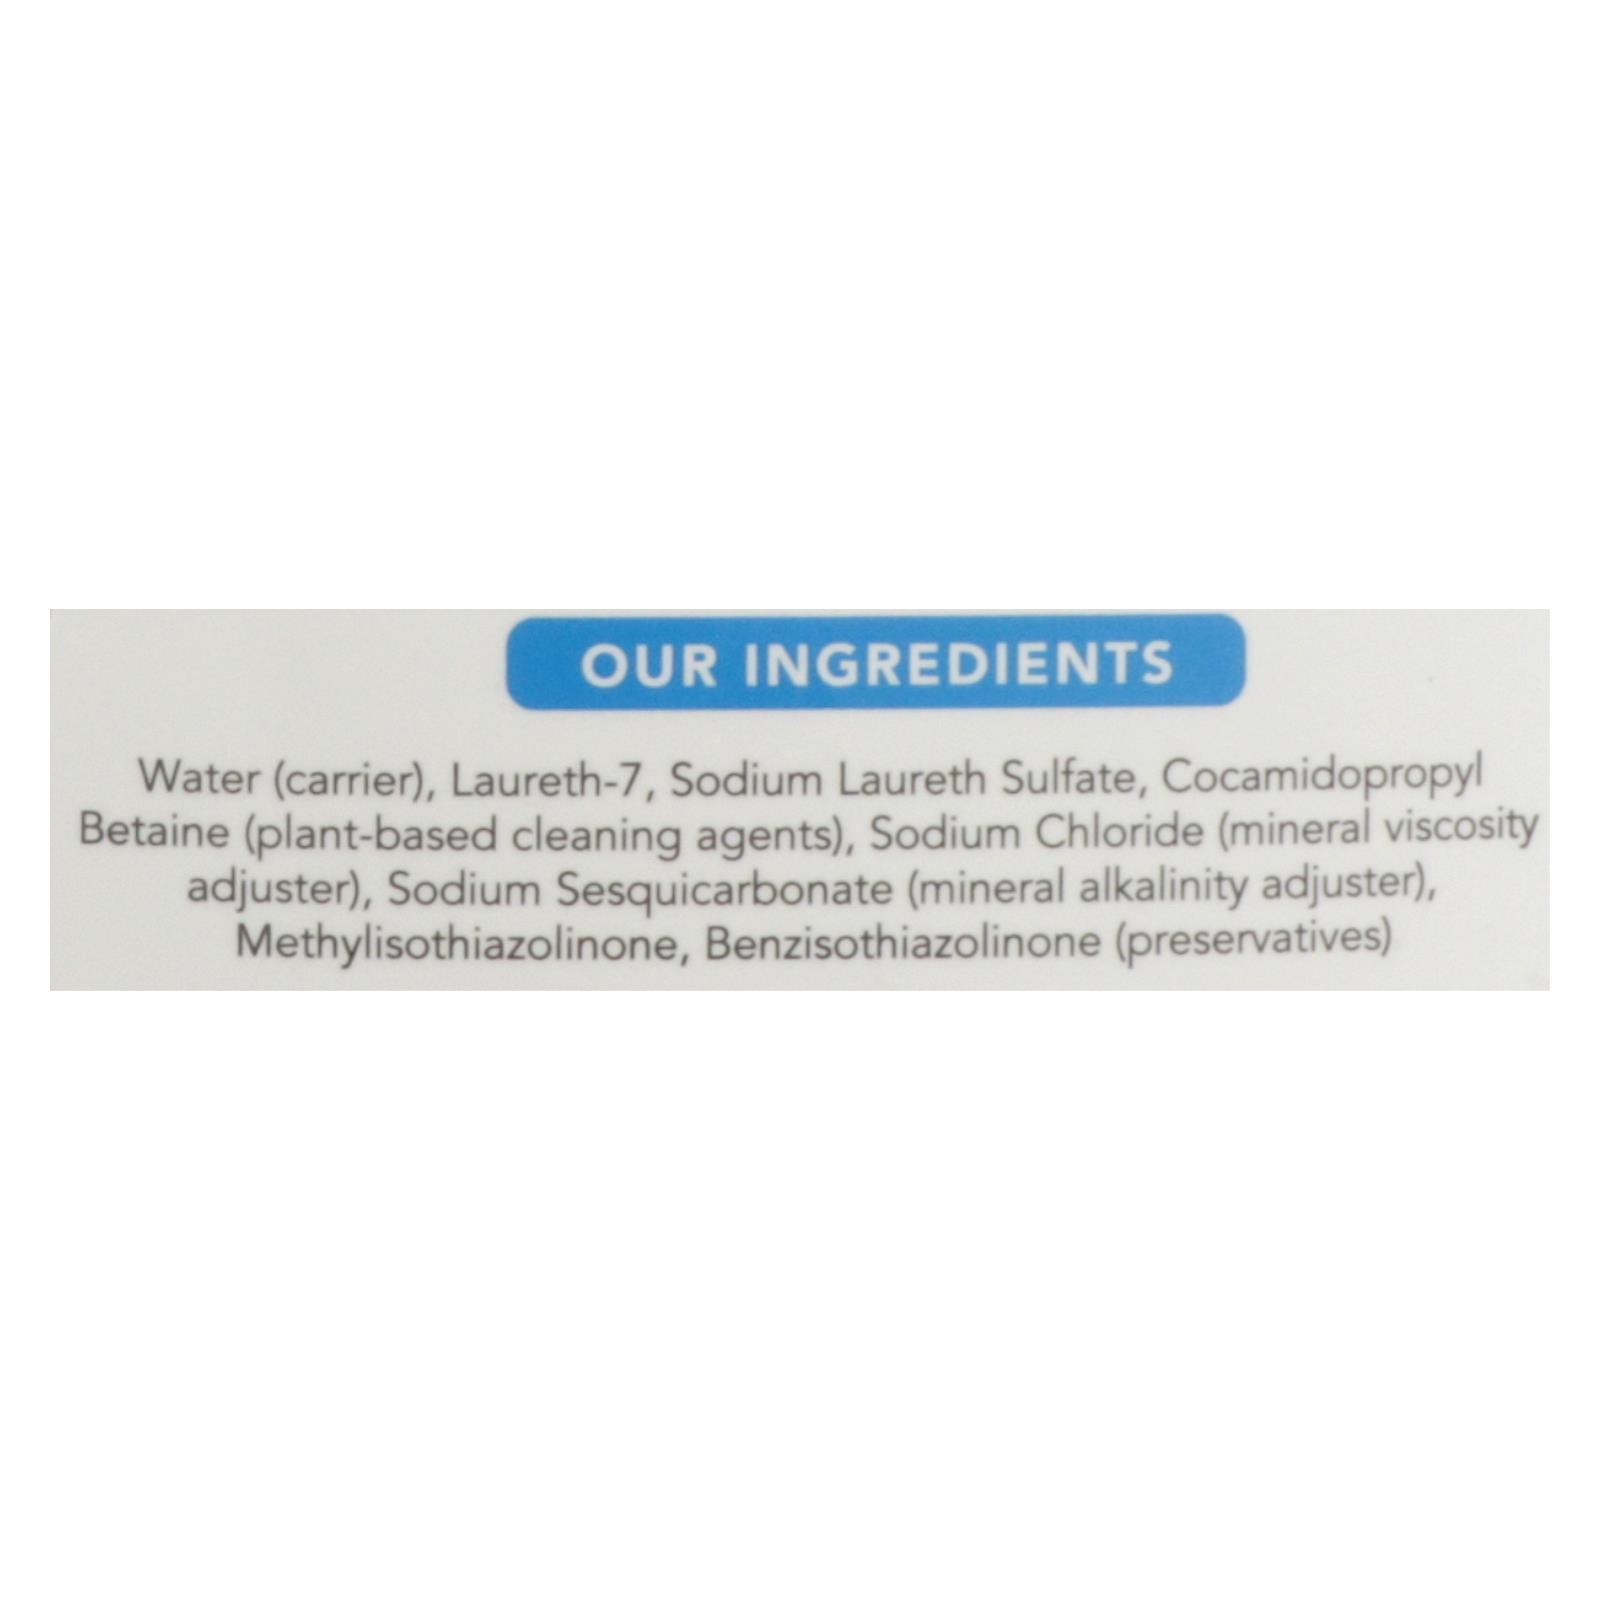 OUR INGREDIENTS
Water (carrier), Laureth-7, Sodium Laureth Sulfate, Cocamidopropyl
Betaine (plant-based cleaning agents), Sodium Chloride (mineral viscosity
adjuster), Sodium Sesquicarbonate (mineral alkalinity adjuster),
Methylisothiazolinone, Benzisothiazolinone (preservatives)